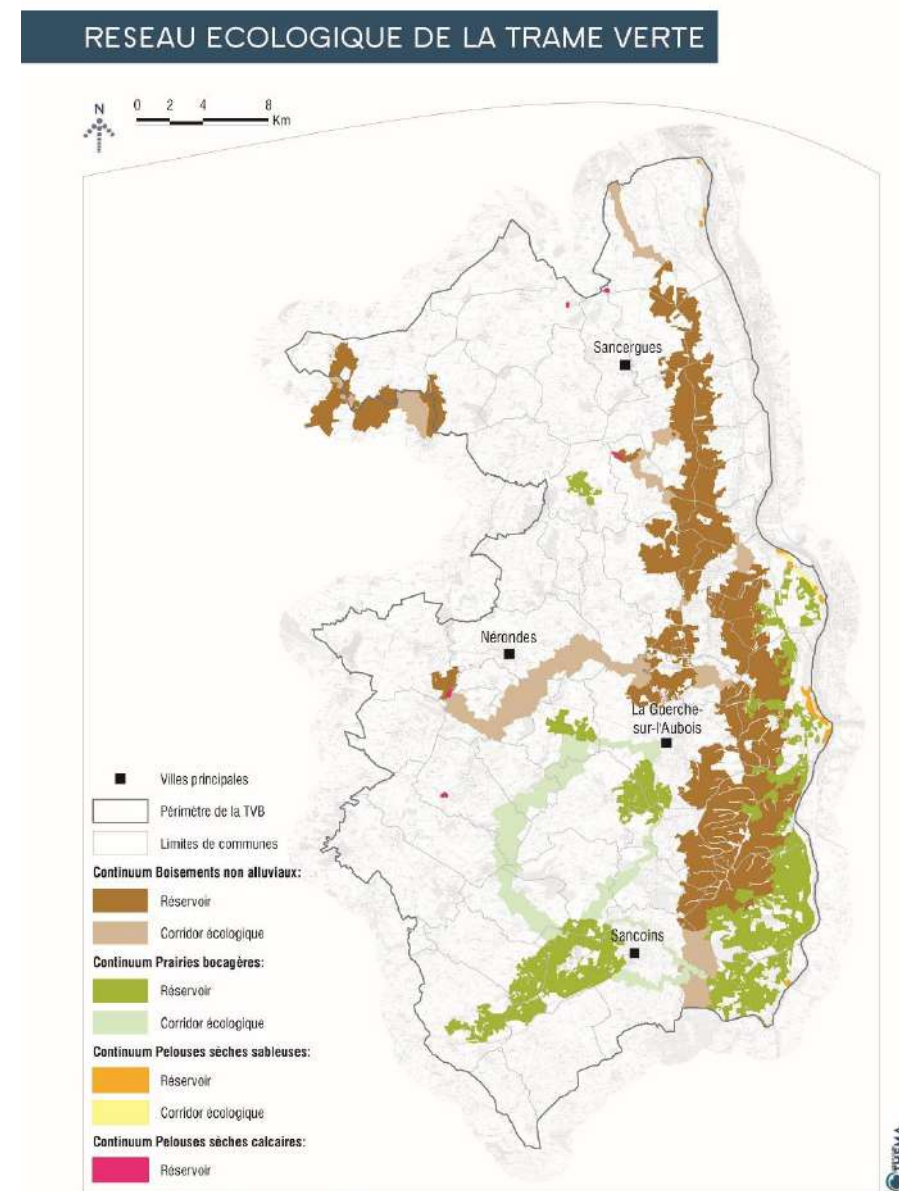 RESEAU ECOLOGIQUE DE LA TRAME VERTE
N
0 2 4 8
Km
Sancergues
Nérondes
La Guerche-
sur-l'Aubois
Sancoins
Villes principales
Périmètre de la TVB
Limites de communes
Continuum Boisements non alluviaux:
Réservoir
Corridor écologique
Continuum Prairies bocagères:
Réservoir
Corridor écologique
Continuum Pelouses sèches sableuses:
Réservoir
Corridor écologique
Continuum Pelouses sèches calcaires:
Réservoir
THEMA